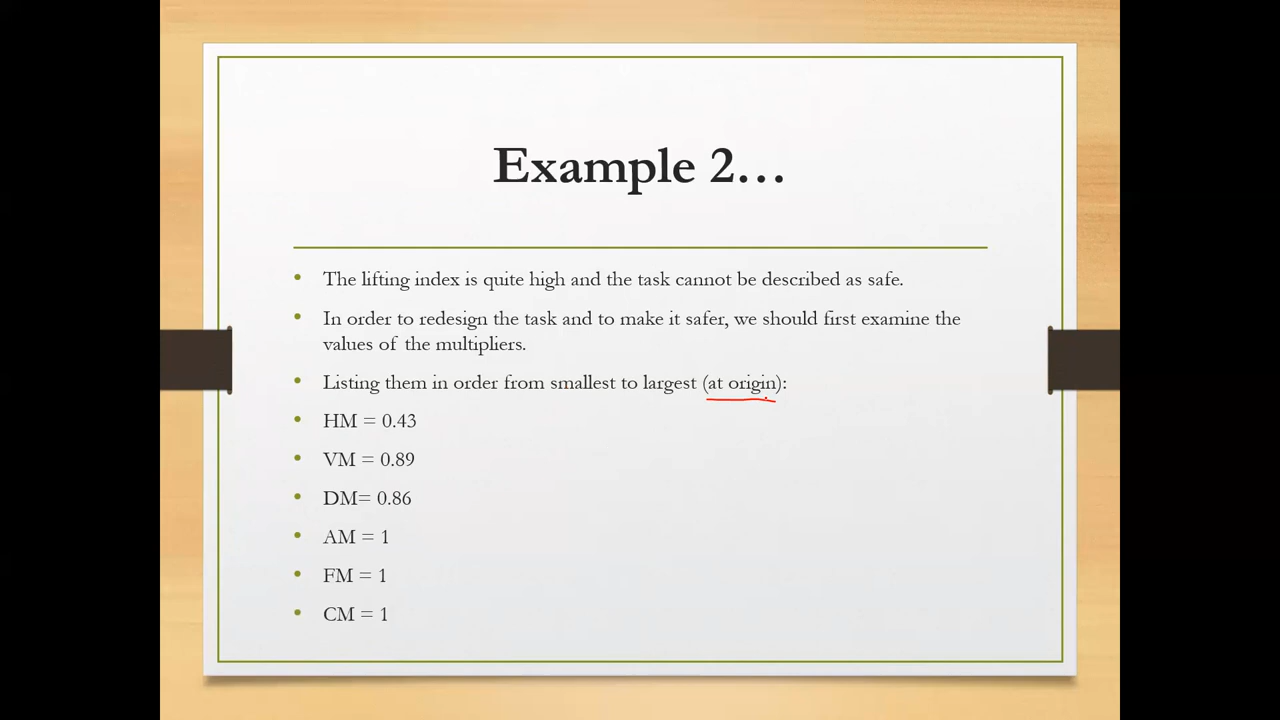 Example 2…
The lifting index is quite high and the task cannot be described as safe.
In order to redesign the task and to make it safer, we should first examine the
values of the multipliers.
Listing them in order from smallest to largest (at origin):
HM = 0.43
VM = 0.89
DM= 0.86
AM = 1
FM = 1
CM = 1